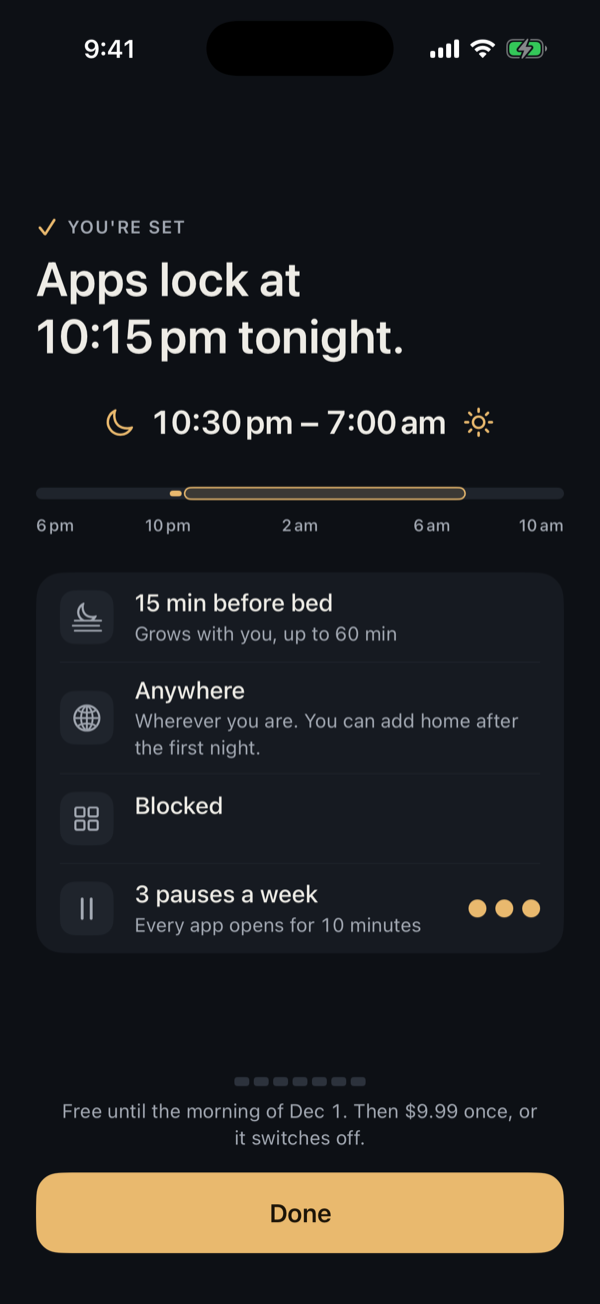 9:41
YOU'RE SET
Apps lock at
10:15 pm tonight.
10:30 pm – 7:00 am
6 pm 10 pm 2 am 6 am 10 am
15 min before bed
Grows with you, up to 60 min
Anywhere
Wherever you are. You can add home after
the first night.
Blocked
3 pauses a week
Every app opens for 10 minutes
Free until the morning of Dec 1. Then $9.99 once, or
it switches off.
Done